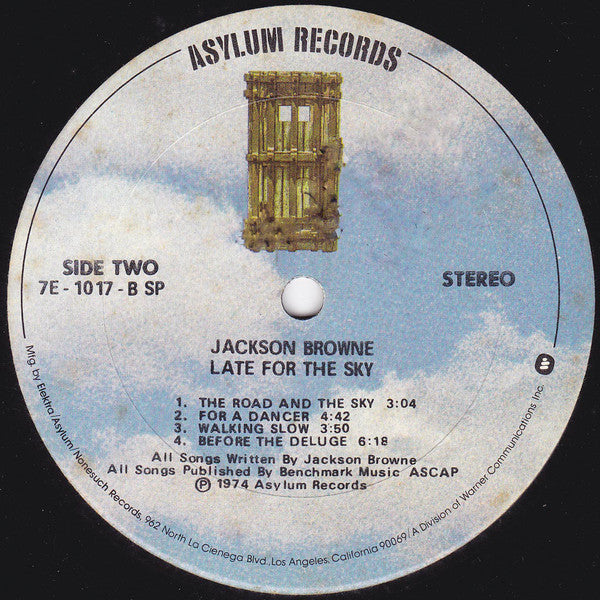 ASYLUM RECORDS
SIDE TWO
7E - 1017 - B SP
STEREO
JACKSON BROWNE
LATE FOR THE SKY
1. THE ROAD AND THE SKY 3:04
2. FOR A DANCER 4:42
3. WALKING SLOW 3:50
4. BEFORE THE DELUGE 6:18
All Songs Written By Jackson Browne
All Songs Published By Benchmark Music ASCAP
Ⓟ 1974 Asylum Records
Mfg. by Elektra/Asylum/Nonesuch Records, 962 North La Cienega Blvd., Los Angeles, California 90069/A Division of Warner Communications Inc.